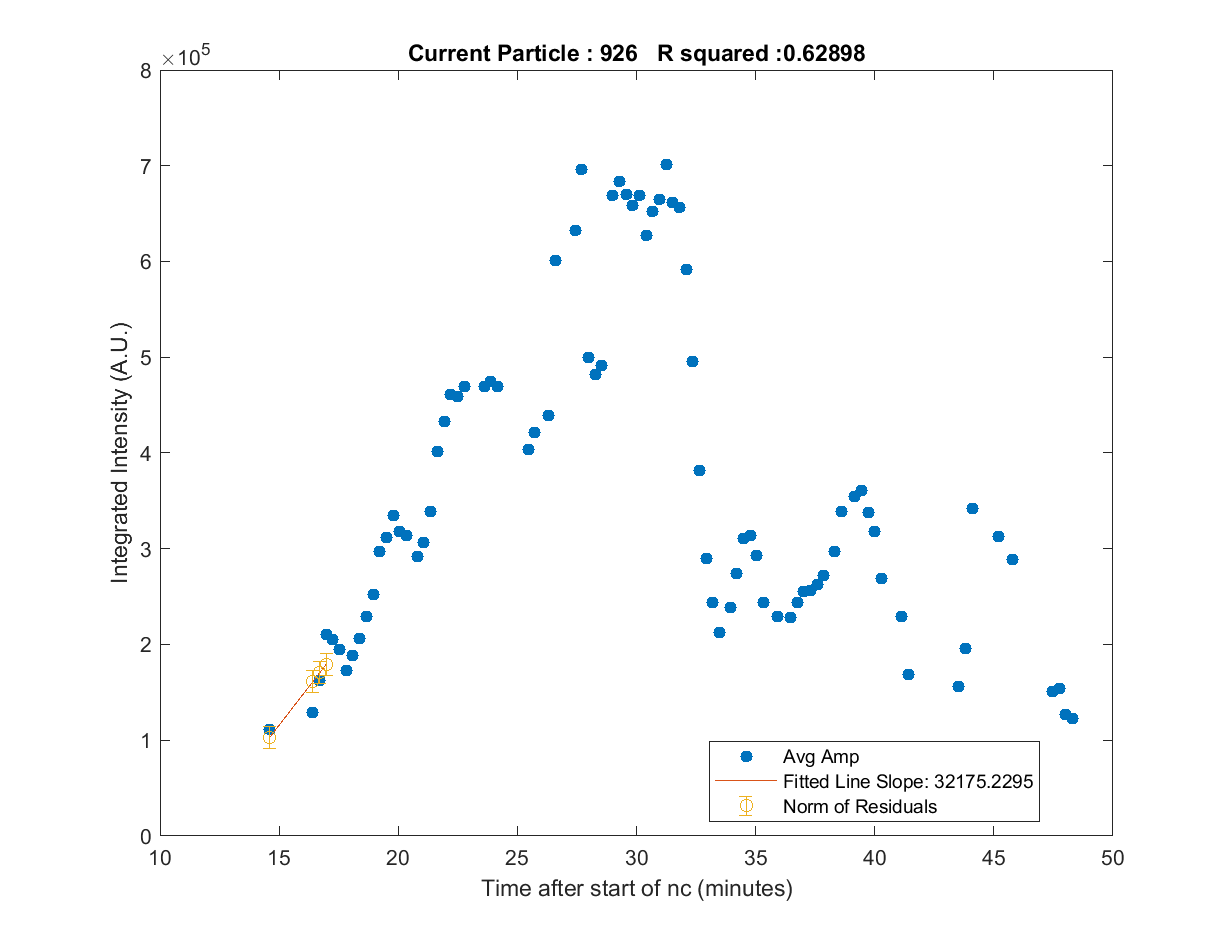 Current Particle : 926   R squared :0.62898
×10^5
8
7
6
5
4
3
2
1
0
Integrated Intensity (A.U.)
10 15 20 25 30 35 40 45 50
Time after start of nc (minutes)
Avg Amp
Fitted Line Slope: 32175.2295
Norm of Residuals